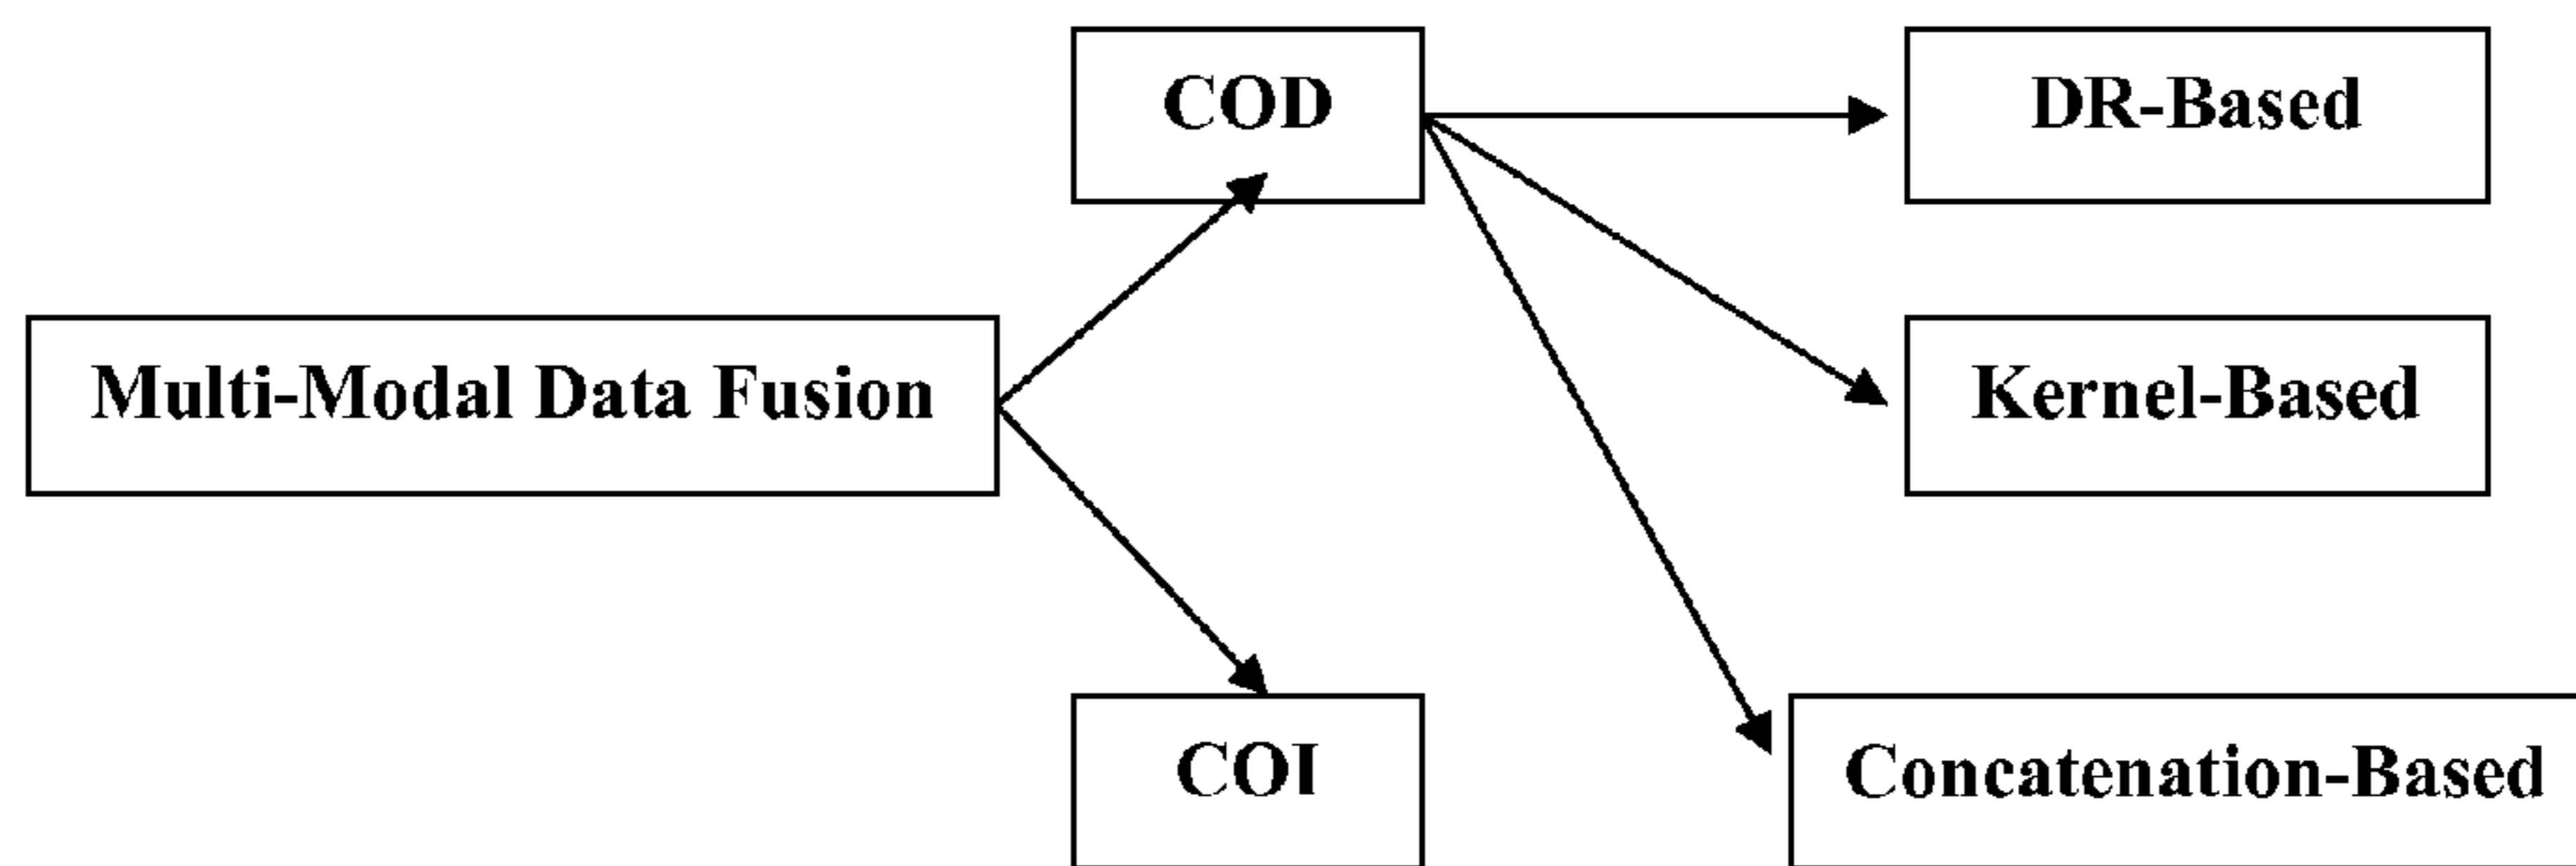 COD
DR-Based
Multi-Modal Data Fusion
Kernel-Based
COI
Concatenation-Based